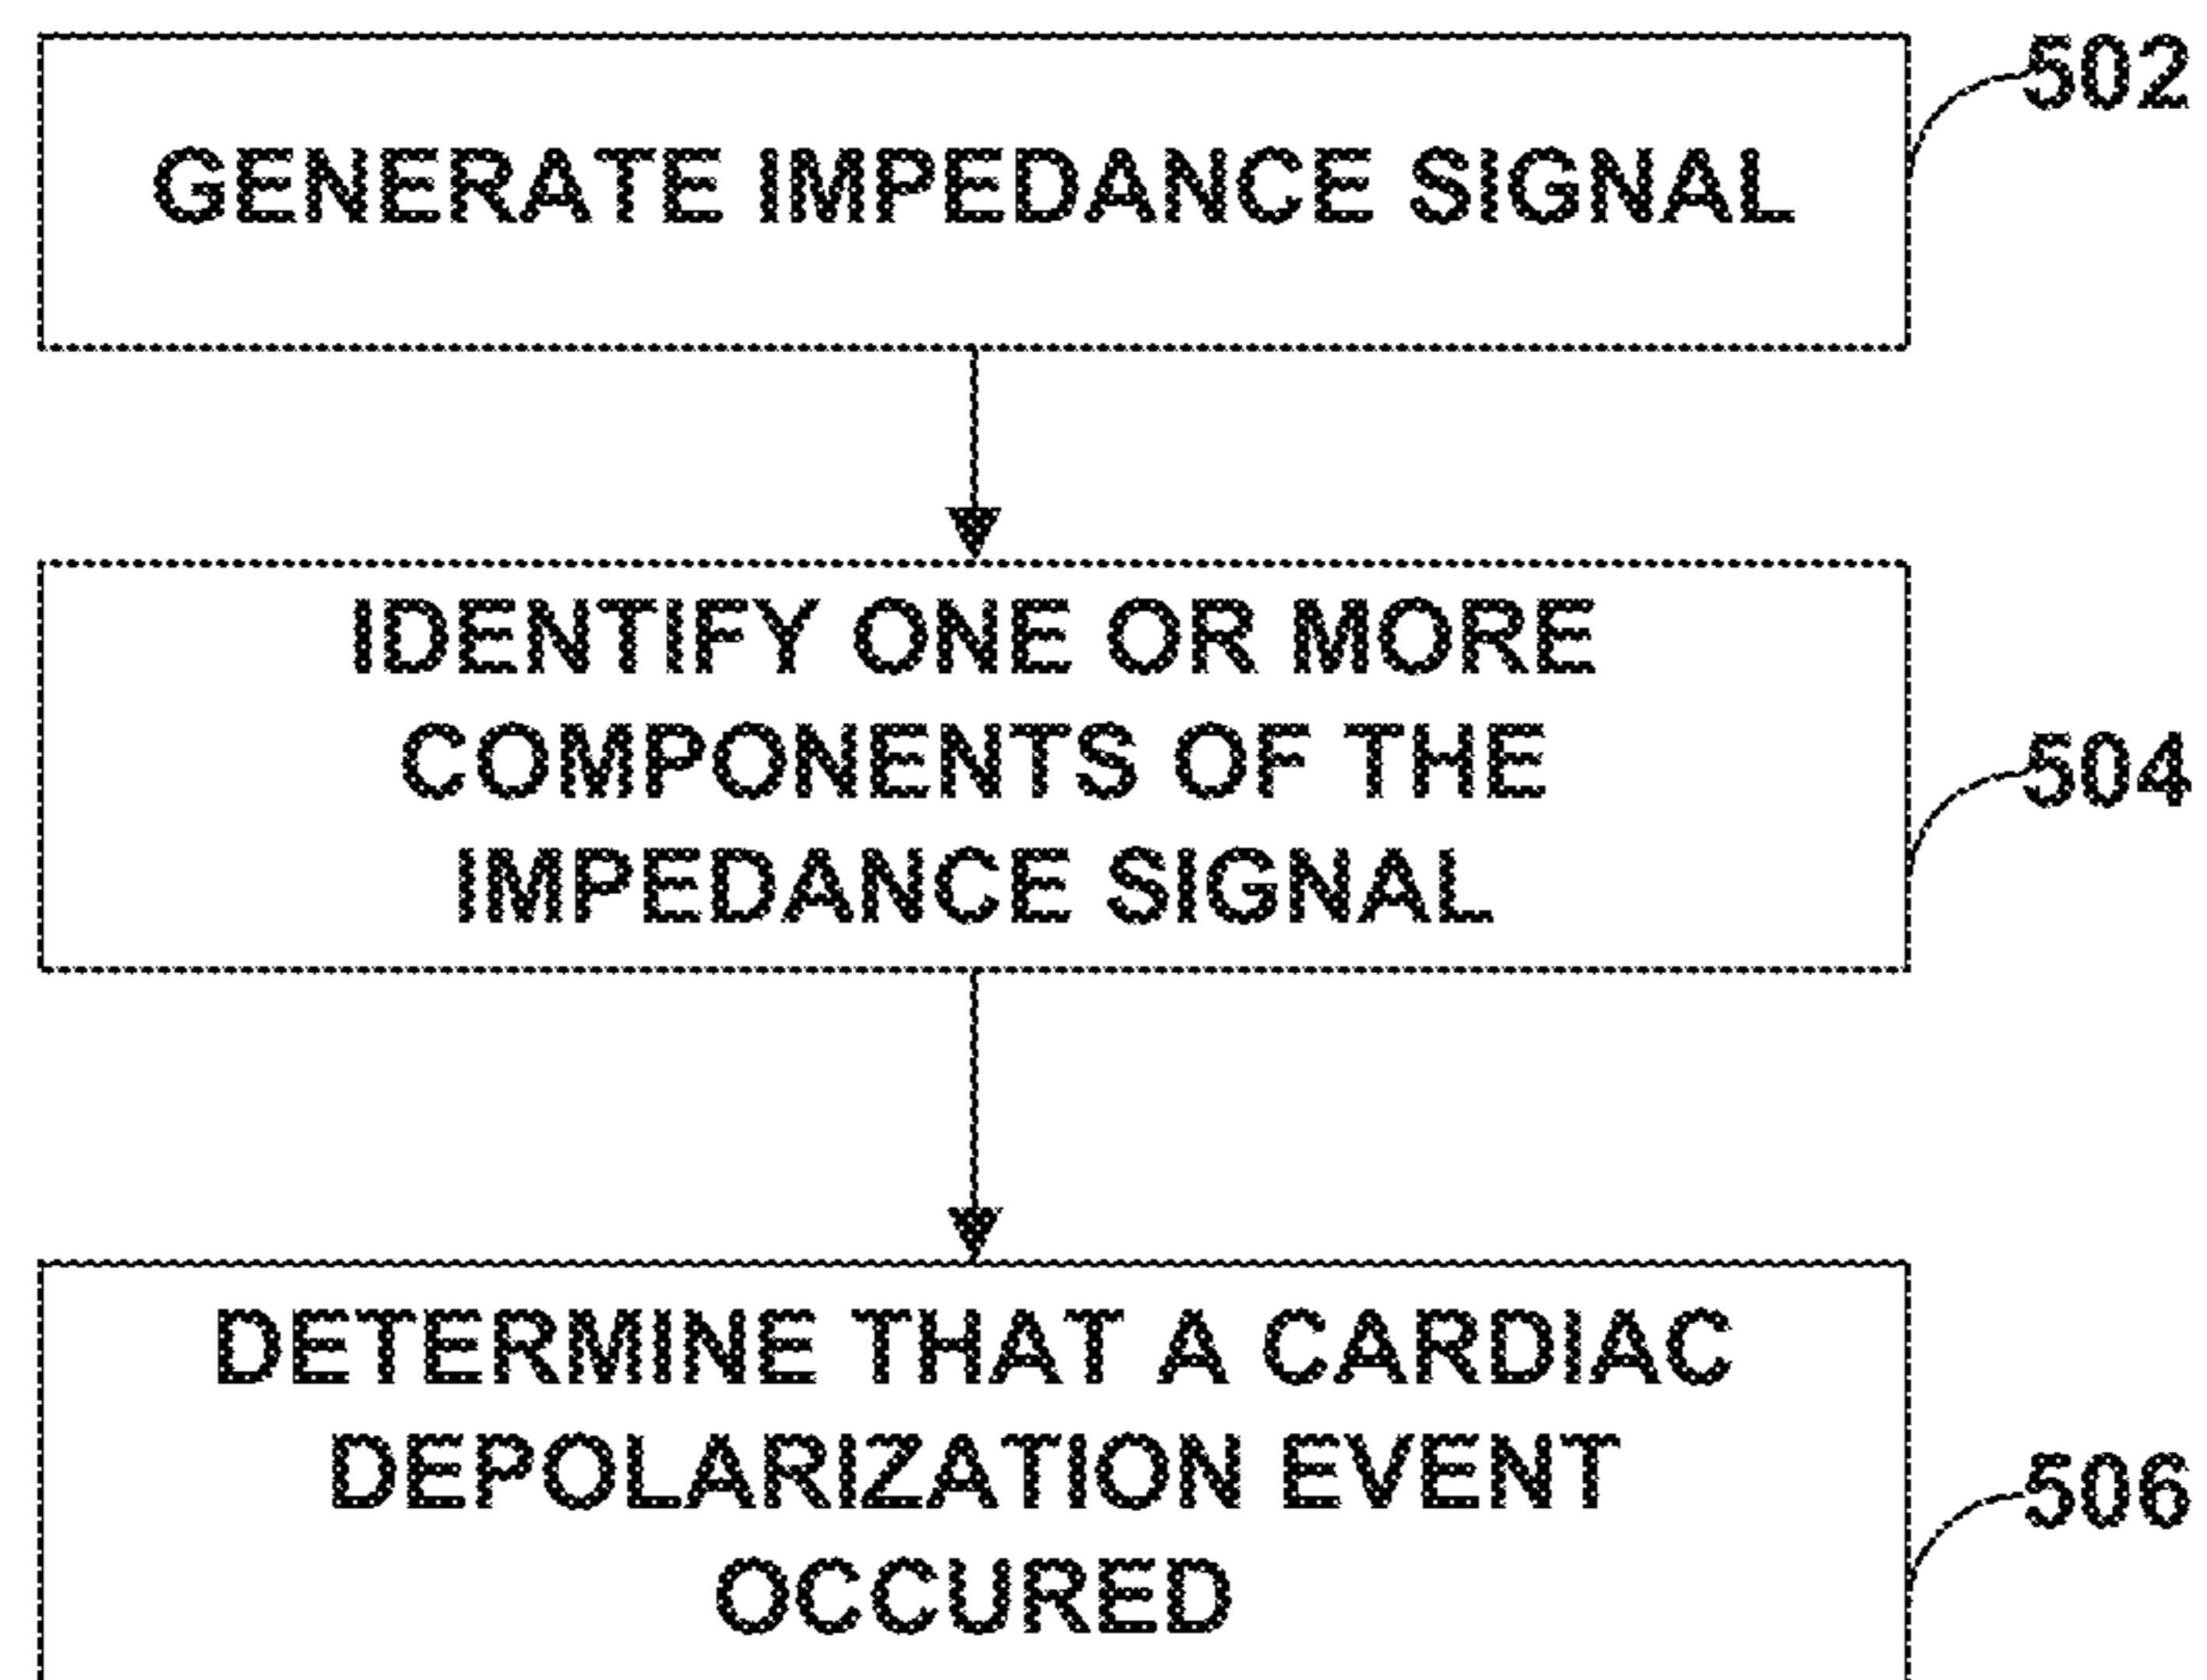 502
GENERATE IMPEDANCE SIGNAL
IDENTIFY ONE OR MORE
COMPONENTS OF THE
504
IMPEDANCE SIGNAL
DETERMINE THAT A CARDIAC
DEPOLARIZATION EVENT
506
OCCURED